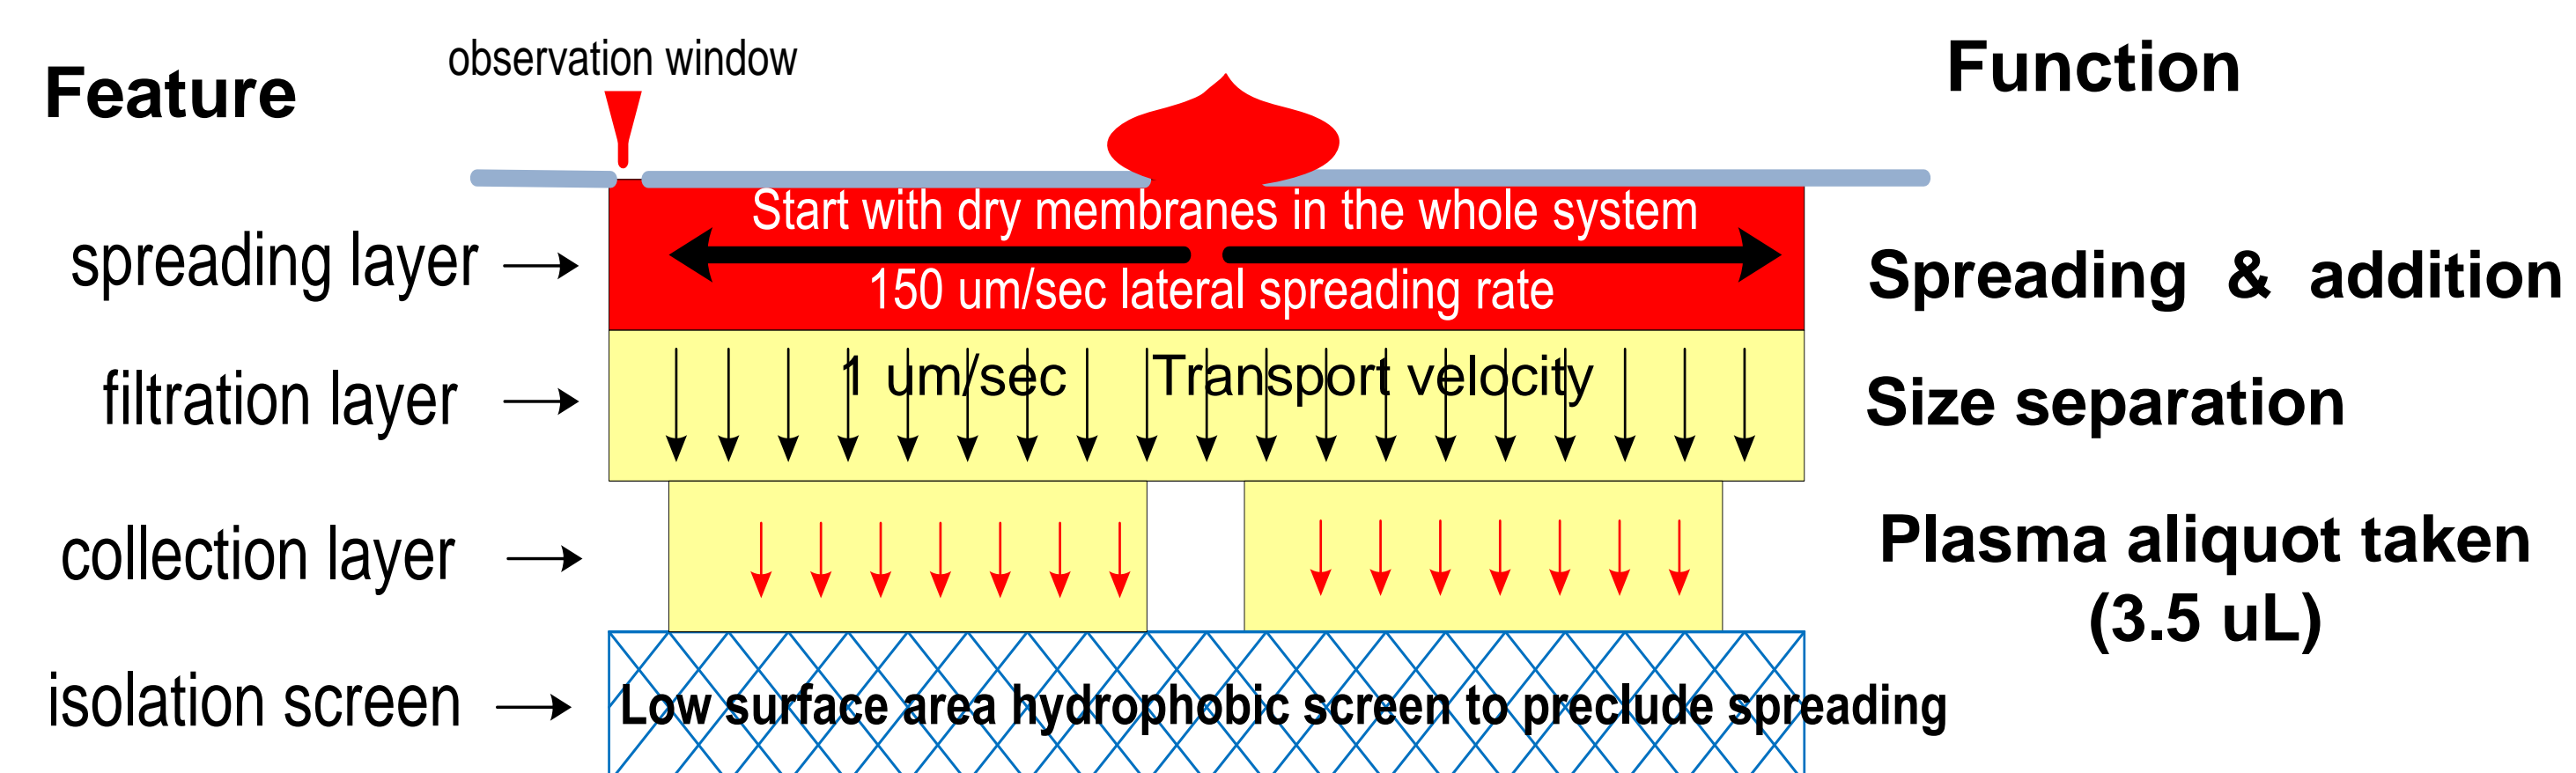 observation window
Feature
Function
Start with dry membranes in the whole system
spreading layer
150 um/sec lateral spreading rate
Spreading & addition
filtration layer
1 um/sec Transport velocity
Size separation
collection layer
Plasma aliquot taken
(3.5 uL)
isolation screen
Low surface area hydrophobic screen to preclude spreading